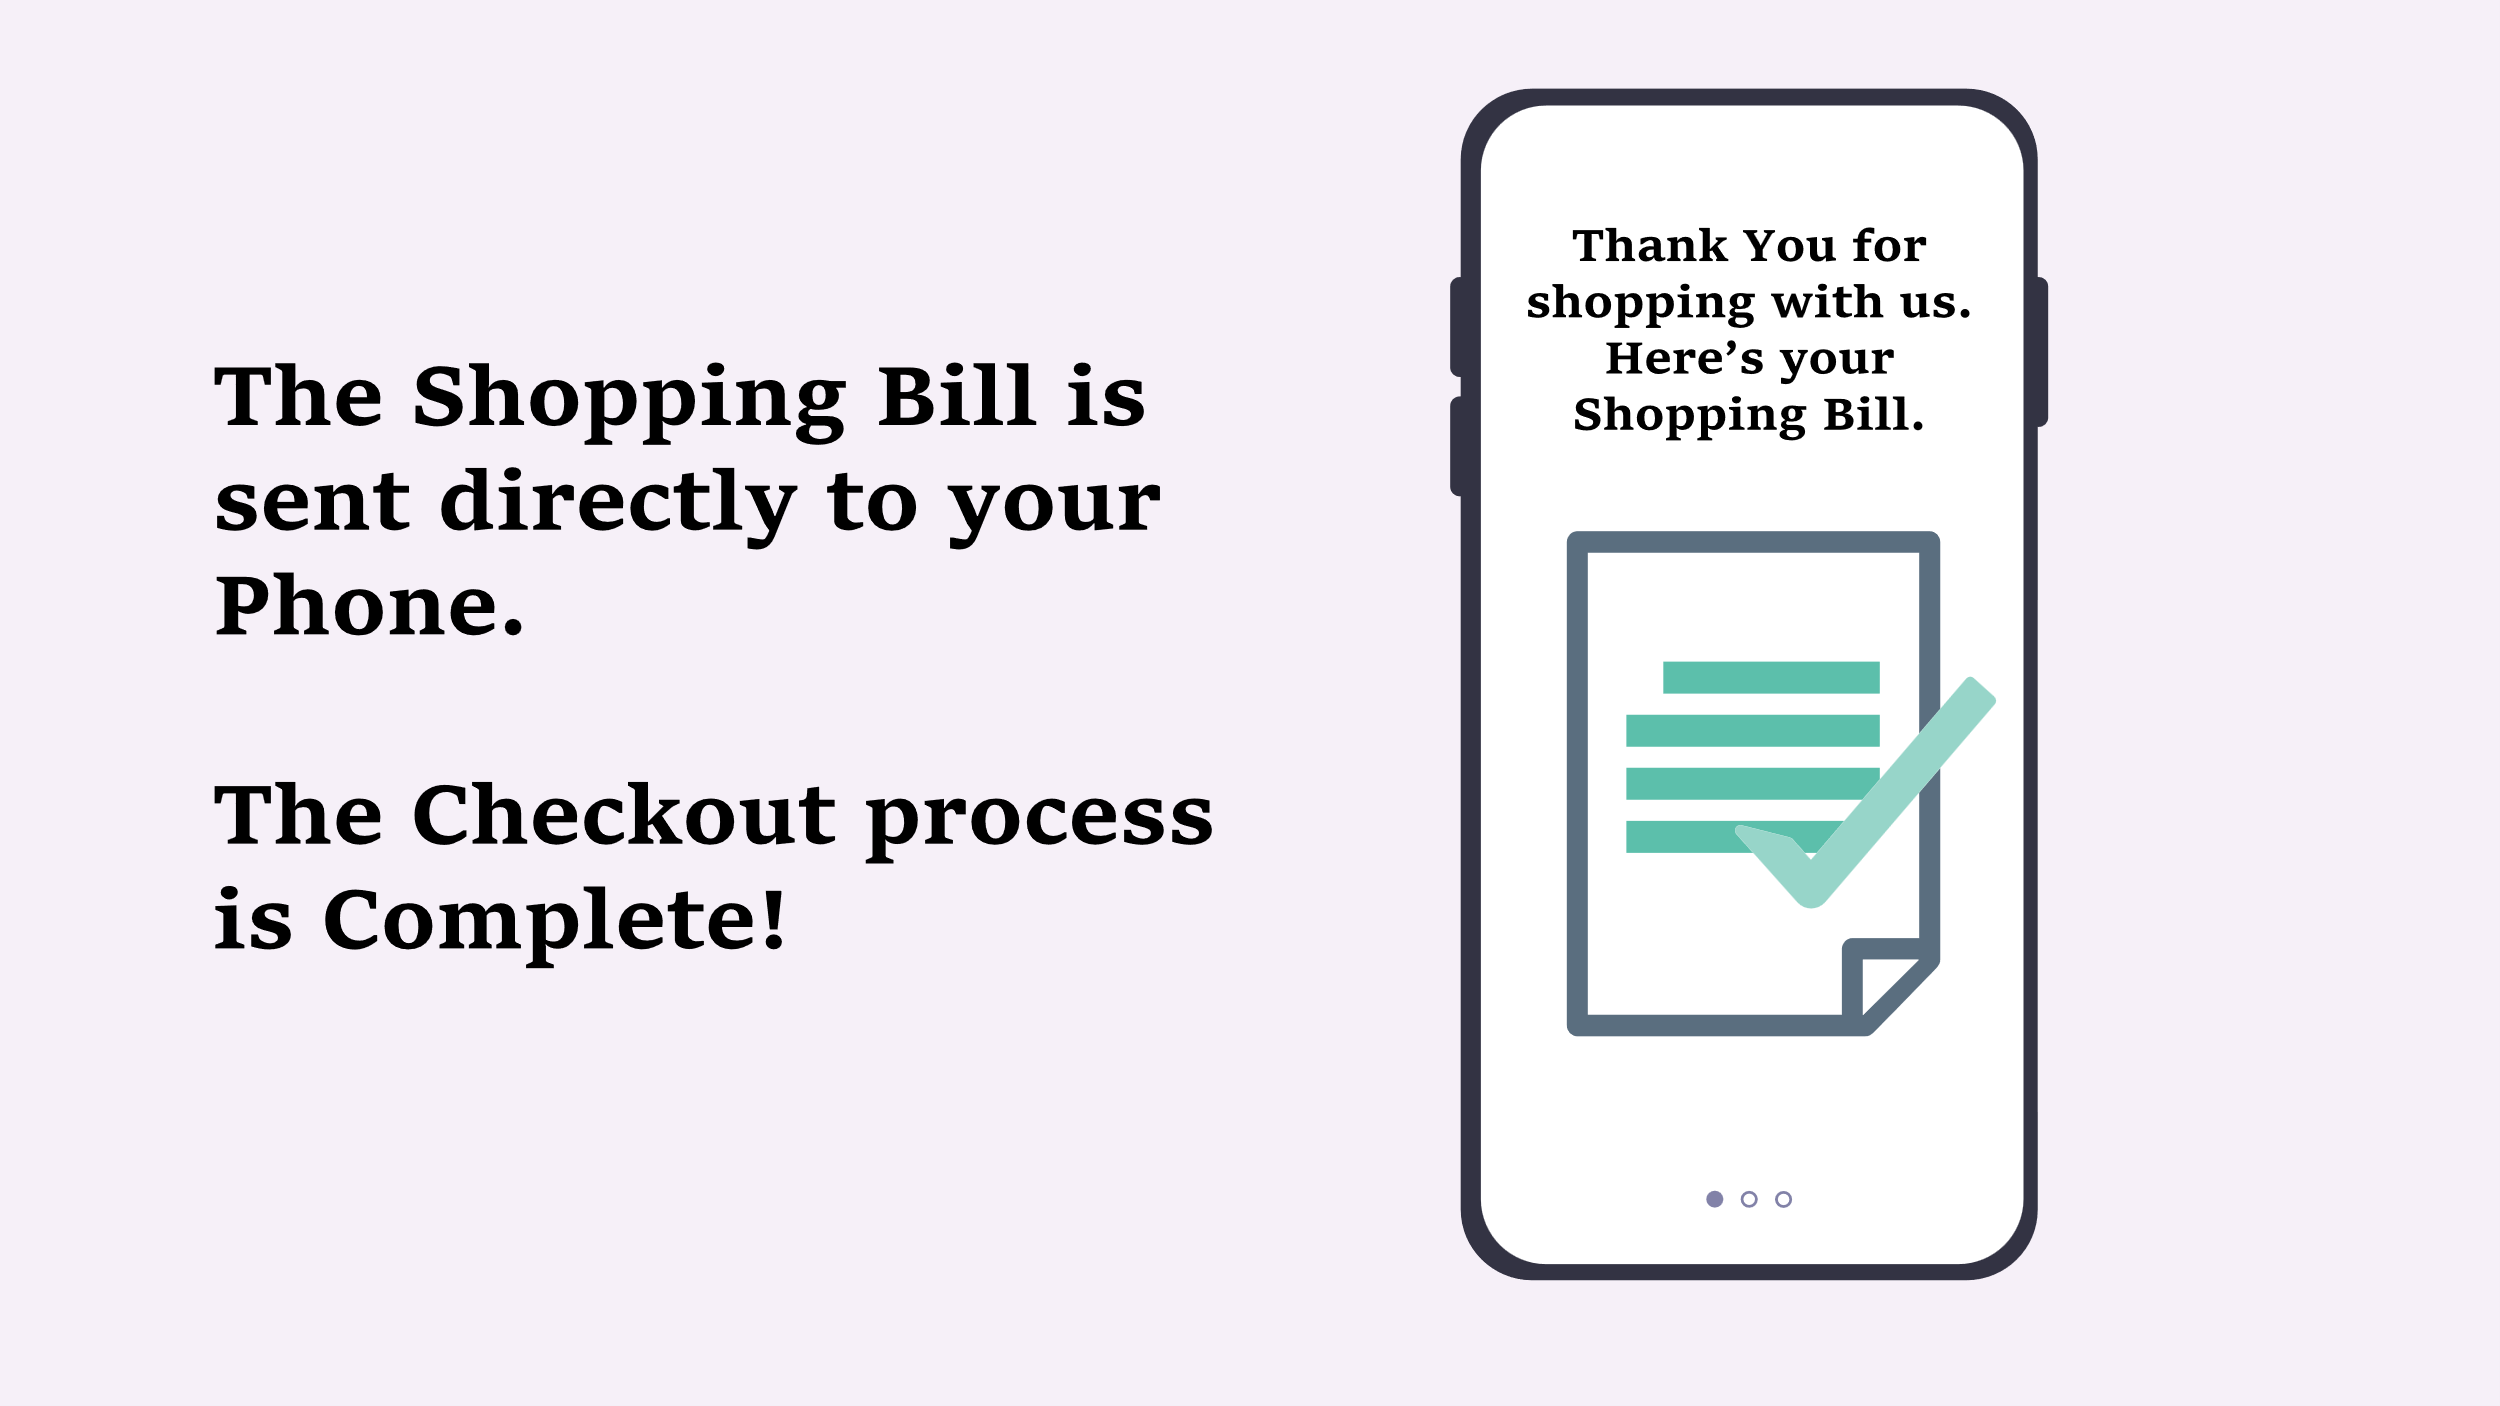 The Shopping Bill is
sent directly to your
Phone.
The Checkout process
is Complete!
Thank You for
shopping with us.
Here’s your
Shopping Bill.